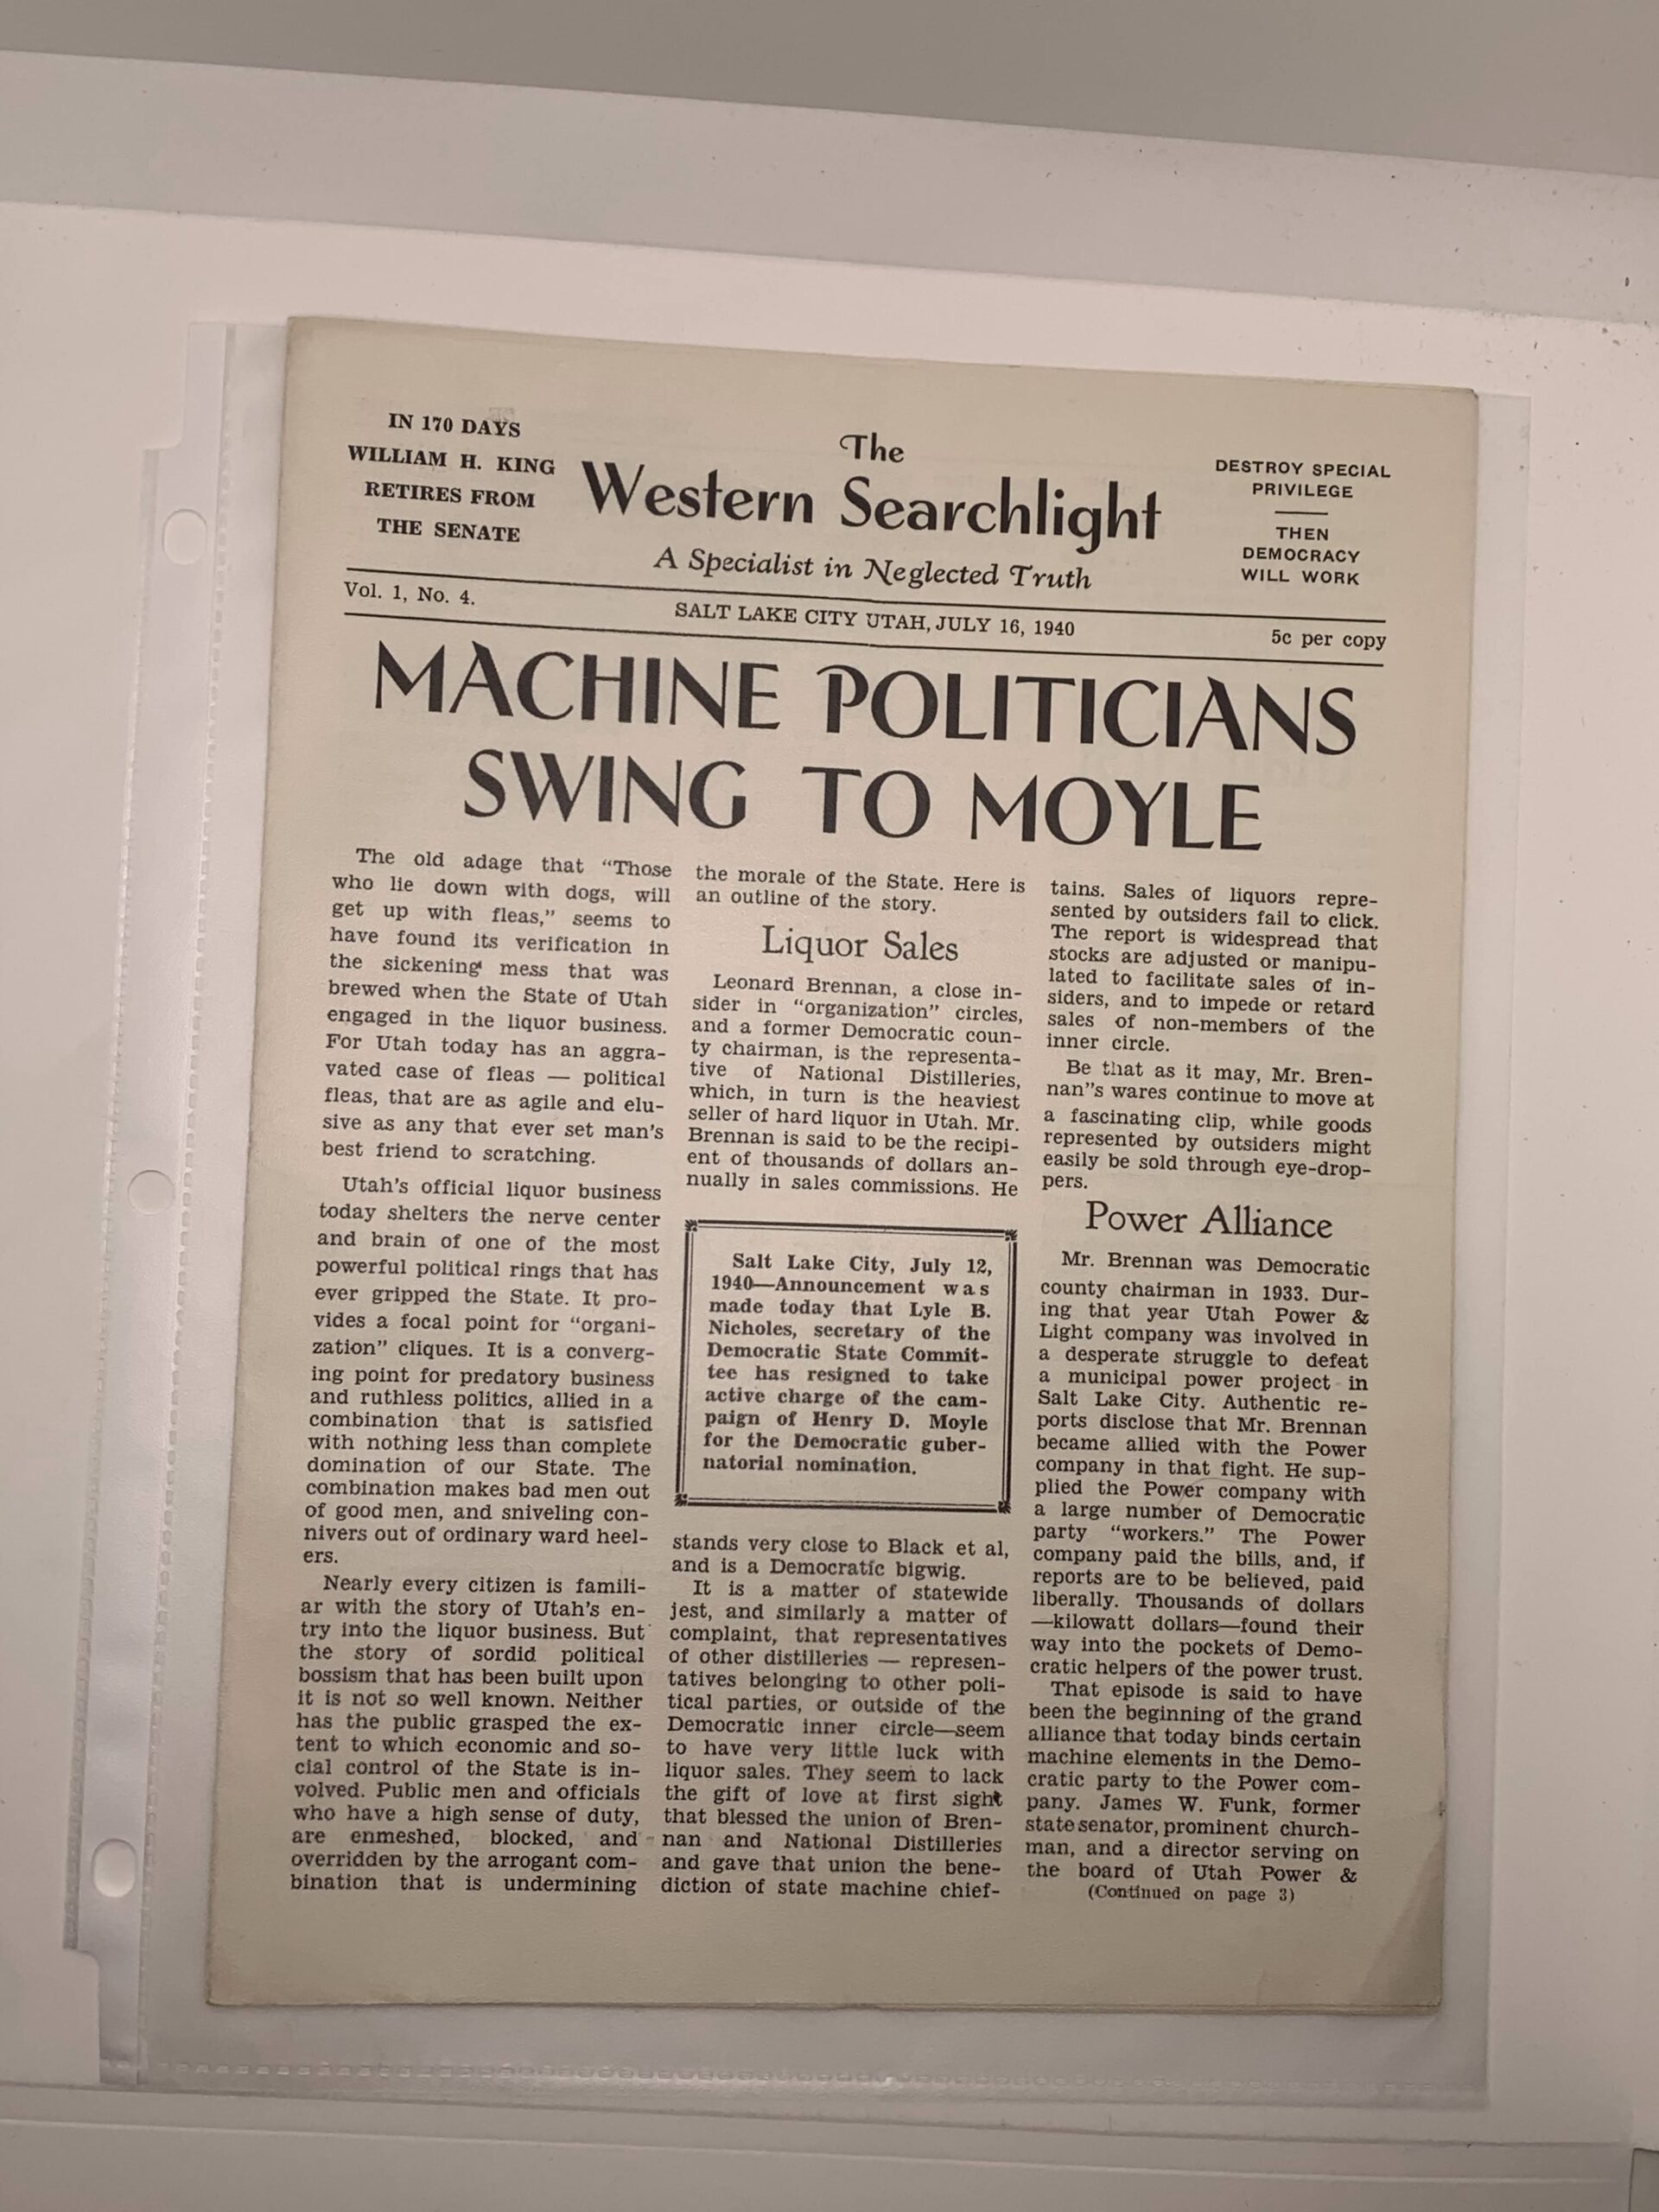 IN 170 DAYS
WILLIAM H. KING
RETIRES FROM
THE SENATE
The
Western Searchlight
A Specialist in Neglected Truth
DESTROY SPECIAL
PRIVILEGE
THEN
DEMOCRACY
WILL WORK
Vol. 1, No. 4.
SALT LAKE CITY UTAH, JULY 16, 1940
5c per copy
MACHINE POLITICIANS
SWING TO MOYLE
The old adage that “Those
who lie down with dogs, will
get up with fleas,” seems to
have found its verification in
the sickening mess that was
brewed when the State of Utah
engaged in the liquor business.
For Utah today has an aggra-
vated case of fleas — political
fleas, that are as agile and elu-
sive as any that ever set man's
best friend to scratching.
Utah's official liquor business
today shelters the nerve center
and brain of one of the most
powerful political rings that has
ever gripped the State. It pro-
vides a focal point for “organi-
zation” cliques. It is a converg-
ing point for predatory business
and ruthless politics, allied in a
combination that is satisfied
with nothing less than complete
domination of our State. The
combination makes bad men out
of good men, and sniveling con-
nivers out of ordinary ward heel-
ers.
Nearly every citizen is famili-
ar with the story of Utah's en-
try into the liquor business. But
the story of sordid political
bossism that has been built upon
it is not so well known. Neither
has the public grasped the ex-
tent to which economic and so-
cial control of the State is in-
volved. Public men and officials
who have a high sense of duty,
are enmeshed, blocked, and
overridden by the arrogant com-
bination that is undermining
the morale of the State. Here is
an outline of the story.
Liquor Sales
Leonard Brennan, a close in-
sider in “organization” circles,
and a former Democratic coun-
ty chairman, is the representa-
tive of National Distilleries,
which, in turn is the heaviest
seller of hard liquor in Utah. Mr.
Brennan is said to be the recipi-
ent of thousands of dollars an-
nually in sales commissions. He
Salt Lake City, July 12,
1940—Announcement was
made today that Lyle B.
Nicholes, secretary of the
Democratic State Commit-
tee has resigned to take
active charge of the cam-
paign of Henry D. Moyle
for the Democratic guber-
natorial nomination.
stands very close to Black et al,
and is a Democratic bigwig.
It is a matter of statewide
jest, and similarly a matter of
complaint, that representatives
of other distilleries — represen-
tatives belonging to other poli-
tical parties, or outside of the
Democratic inner circle—seem
to have very little luck with
liquor sales. They seem to lack
the gift of love at first sight
that blessed the union of Bren-
nan and National Distilleries
and gave that union the bene-
diction of state machine chief-
tains. Sales of liquors repre-
sented by outsiders fail to click.
The report is widespread that
stocks are adjusted or manipu-
lated to facilitate sales of in-
siders, and to impede or retard
sales of non-members of the
inner circle.
Be that as it may, Mr. Bren-
nan''s wares continue to move at
a fascinating clip, while goods
represented by outsiders might
easily be sold through eye-drop-
pers.
Power Alliance
Mr. Brennan was Democratic
county chairman in 1933. Dur-
ing that year Utah Power &
Light company was involved in
a desperate struggle to defeat
a municipal power project in
Salt Lake City. Authentic re-
ports disclose that Mr. Brennan
became allied with the Power
company in that fight. He sup-
plied the Power company with
a large number of Democratic
party “workers.” The Power
company paid the bills, and, if
reports are to be believed, paid
liberally. Thousands of dollars
—kilowatt dollars—found their
way into the pockets of Demo-
cratic helpers of the power trust.
That episode is said to have
been the beginning of the grand
alliance that today binds certain
machine elements in the Demo-
cratic party to the Power com-
pany. James W. Funk, former
state senator, prominent church-
man, and a director serving on
the board of Utah Power &
(Continued on page 3)